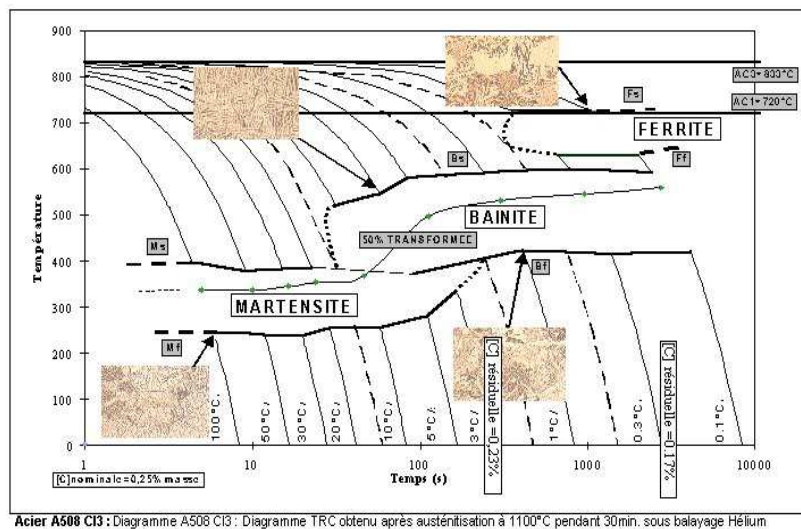 900
800
700
600
500
400
300
200
100
0
Température
AC3=830°C
AC1=720°C
Fs
FERRITE
Ff
Bs
BAINITE
50% TRANSFORMEE
Ms
MARTENSITE
Mf
Bf
100°C/
50°C/
30°C/
20°C/
10°C/
5°C/
3°C/
1°C/
0.3°C/
0.1°C/
[C] résiduelle =0,23%
[C] résiduelle =0.17%
1
10
100
1000
10000
Temps (s)
[C]nominale=0,25% masse
Acier A508 Cl3 : Diagramme A508 Cl3 : Diagramme TRC obtenu après austénitisation à 1100°C pendant 30min. sous balayage Hélium